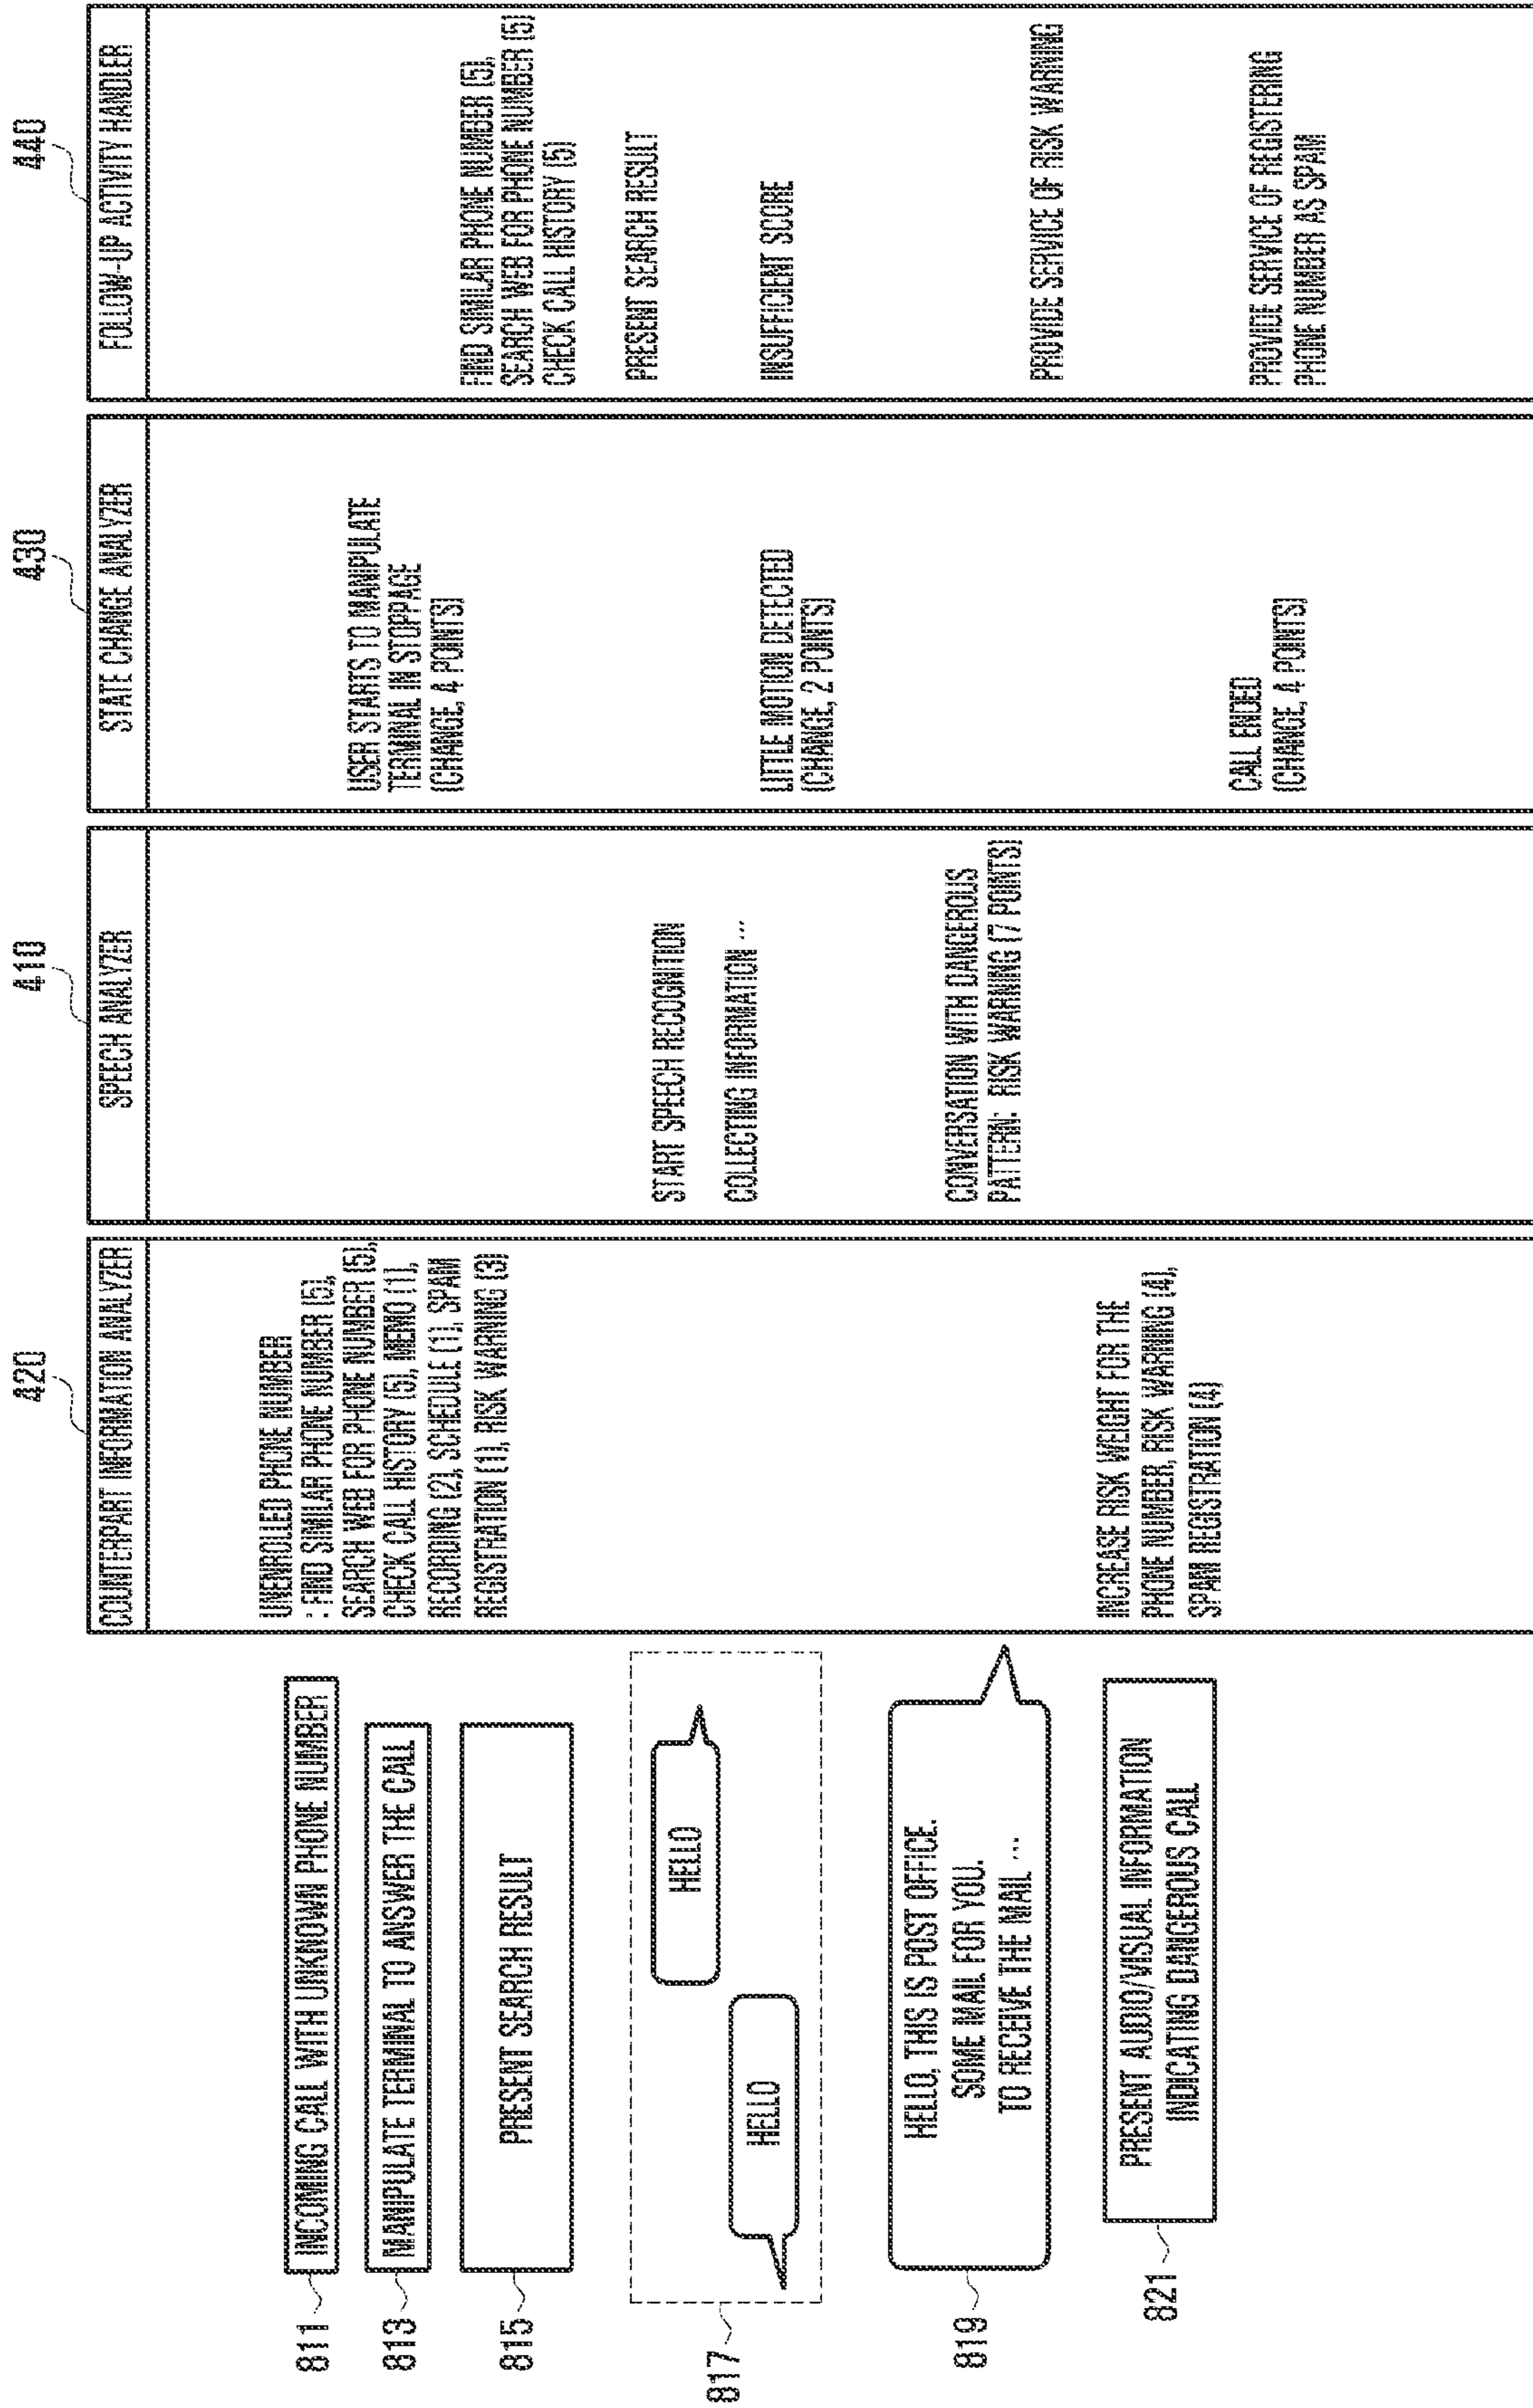 420
410
430
440
COUNTERPART INFORMATION ANALYZER
SPEECH ANALYZER
STATE CHANGE ANALYZER
FOLLOW-UP ACTIVITY HANDLER
811
INCOMING CALL WITH UNKNOWN PHONE NUMBER
UNENROLLED PHONE NUMBER
: FIND SIMILAR PHONE NUMBER (5),
SEARCH WEB FOR PHONE NUMBER (5),
CHECK CALL HISTORY (5), MEMO (1),
RECORDING (2), SCHEDULE (1), SPAM
REGISTRATION (1), RISK WARNING (3)
813
MANIPULATE TERMINAL TO ANSWER THE CALL
USER STARTS TO MANIPULATE
TERMINAL IN STOPPAGE
(CHANGE, 4 POINTS)
815
PRESENT SEARCH RESULT
FIND SIMILAR PHONE NUMBER (5),
SEARCH WEB FOR PHONE NUMBER (5)
CHECK CALL HISTORY (5)
PRESENT SEARCH RESULT
817
HELLO
HELLO
START SPEECH RECOGNITION
COLLECTING INFORMATION ...
LITTLE MOTION DETECTED
(CHANGE, 2 POINTS)
INSUFFICIENT SCORE
819
HELLO, THIS IS POST OFFICE.
SOME MAIL FOR YOU.
TO RECEIVE THE MAIL ...
CONVERSATION WITH DANGEROUS
PATTERN: RISK WARNING (7 POINTS)
PROVIDE SERVICE OF RISK WARNING
821
PRESENT AUDIO/VISUAL INFORMATION
INDICATING DANGEROUS CALL
INCREASE RISK WEIGHT FOR THE
PHONE NUMBER, RISK WARNING (4),
SPAM REGISTRATION (4)
CALL ENDED
(CHANGE, 4 POINTS)
PROVIDE SERVICE OF REGISTERING
PHONE NUMBER AS SPAM